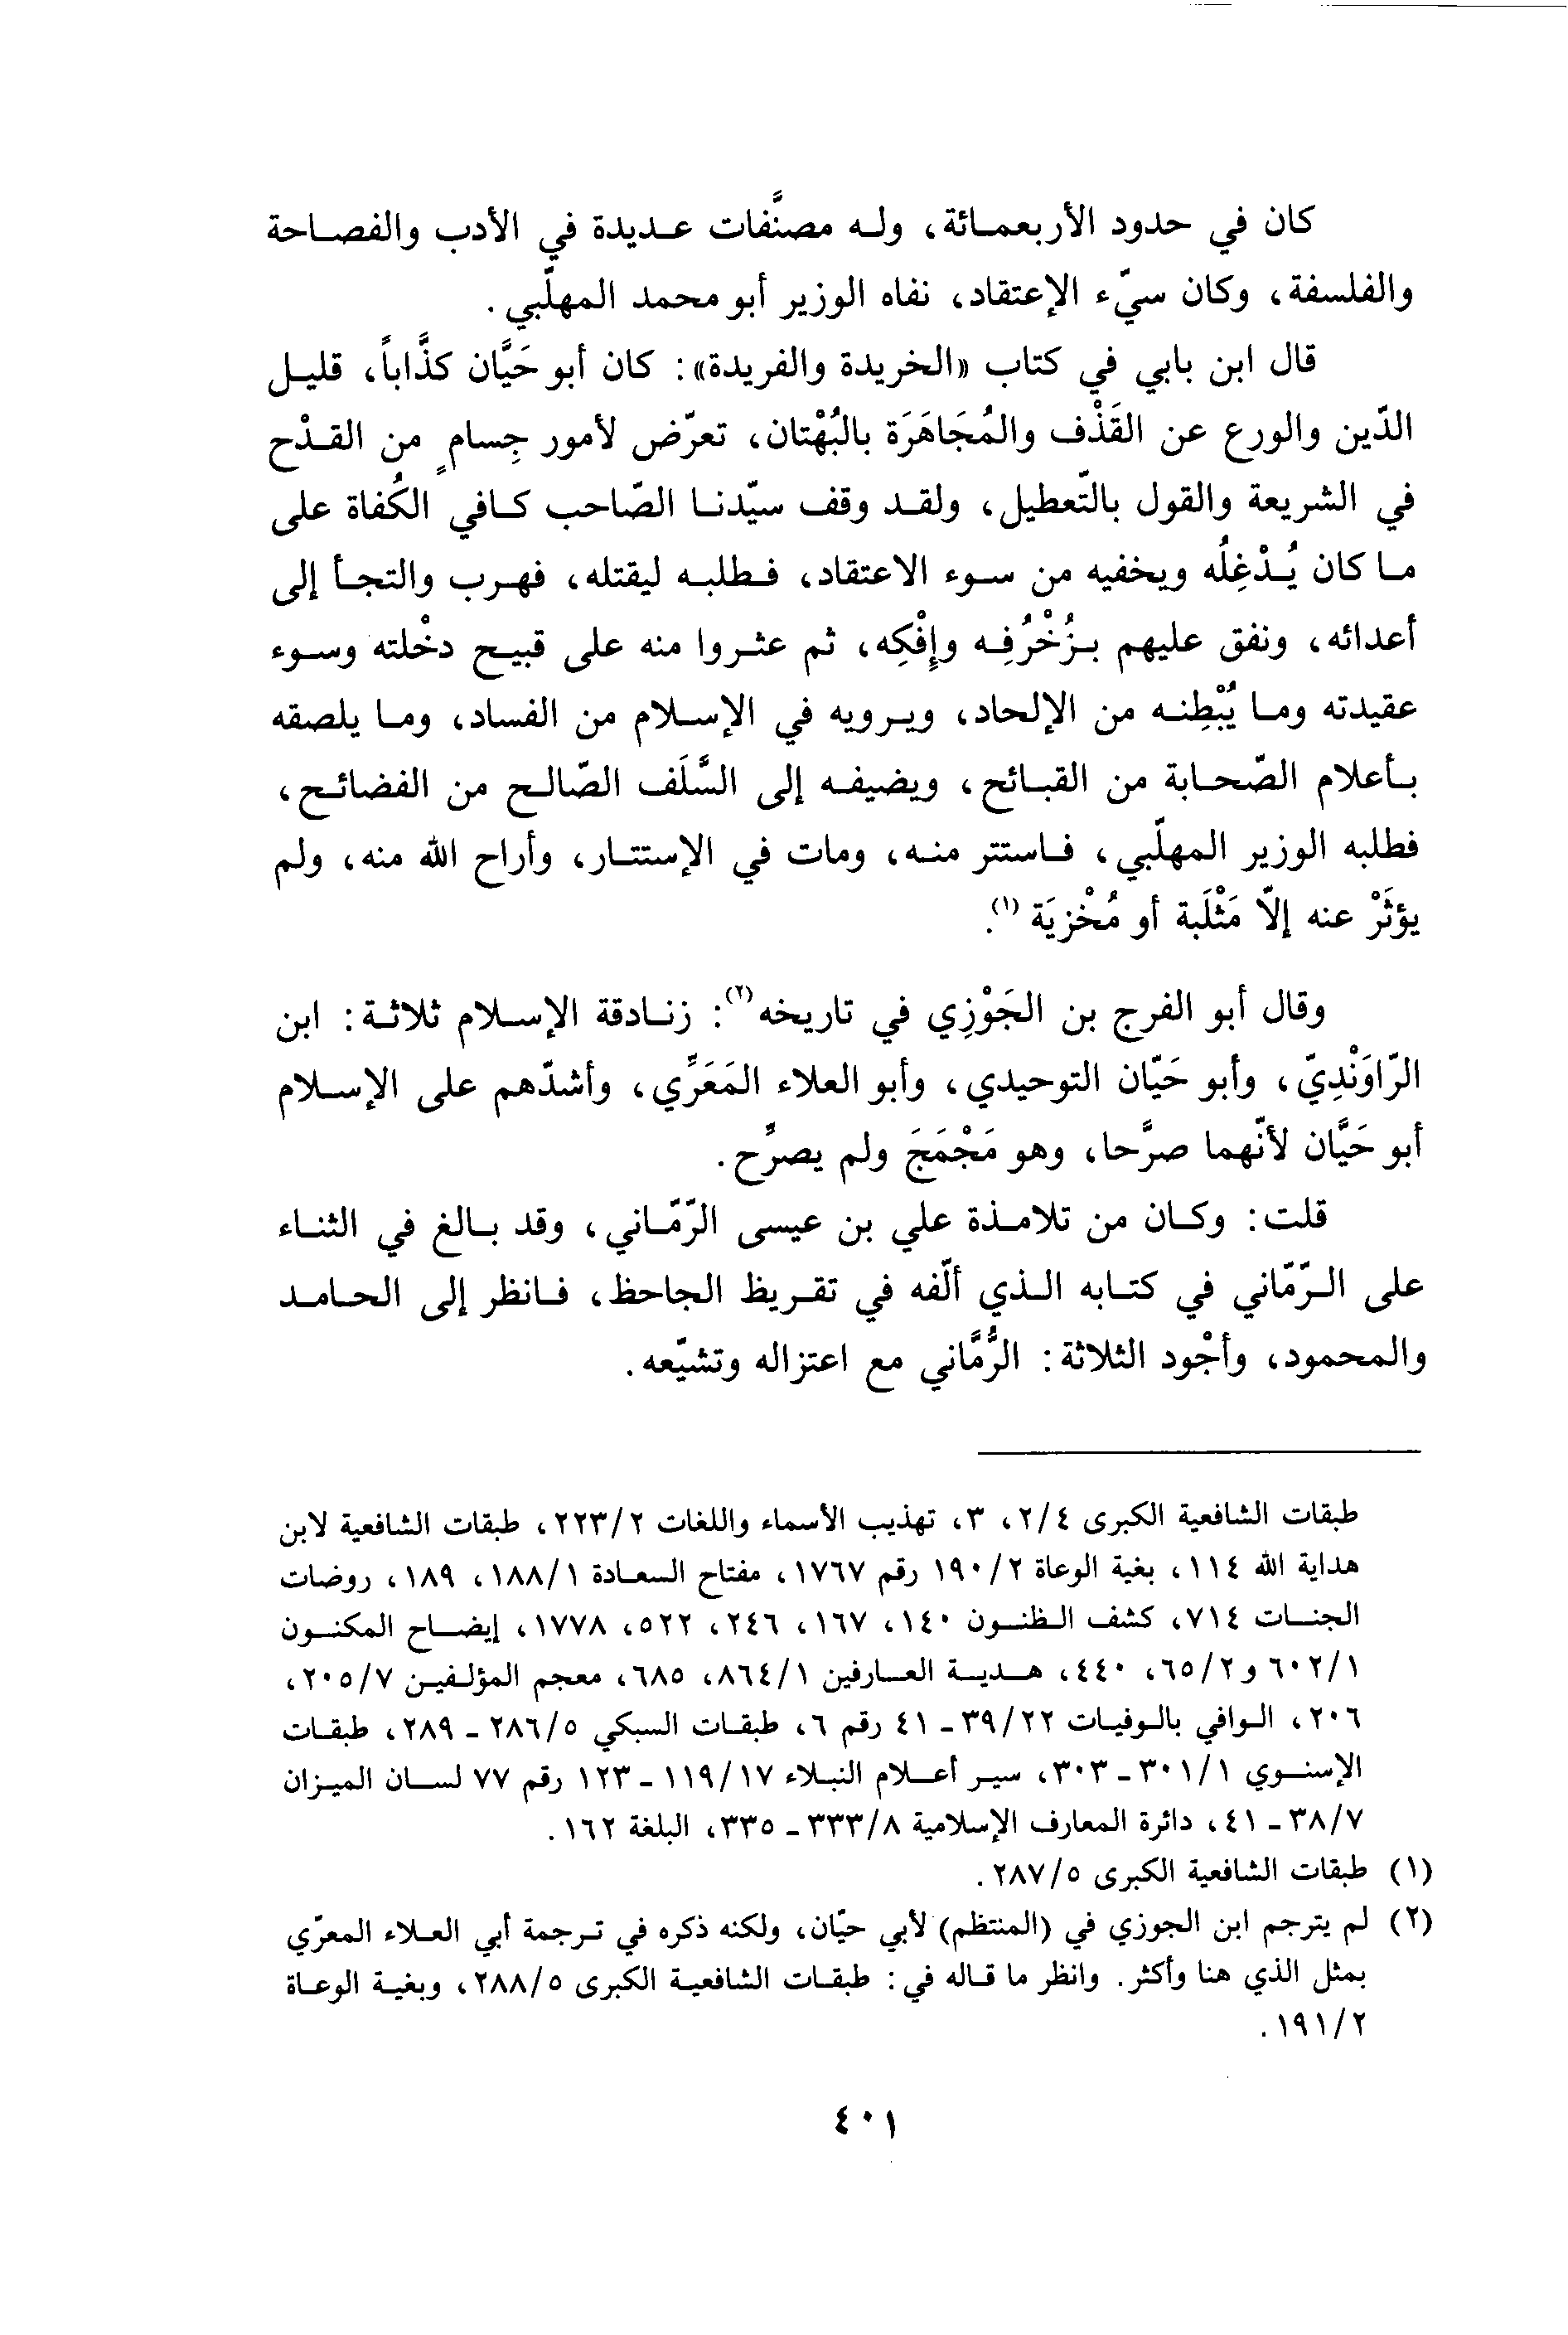 كان في حدود الأربعمائة، وله مصنَّفات عديدة في الأدب والفصاحة
والفلسفة، وكان سيّء الإعتقاد، نفاه الوزير أبو محمد المهلّبي.
قال ابن بابي في كتاب «الخريدة والفريدة»: كان أبو حَيَّان كذَّاباً، قليل
الدّين والورع عن القَذْف والمُجَاهَرَة بالبُهْتان، تعرّض لأمور جِسام من القدْح
في الشريعة والقول بالتّعطيل، ولقد وقف سيّدنا الصّاحب كافي الكُفاة على
ما كان يُدْغِلُه ويخفيه من سوء الاعتقاد، فطلبه ليقتله، فهرب والتجأ إلى
أعدائه، ونفق عليهم بزُخْرُفِه وإفْكِه، ثم عثروا منه على قبيح دخْلته وسوء
عقيدته وما يُبْطِنه من الإلحاد، ويرويه في الإسلام من الفساد، وما يلصقه
بأعلام الصّحابة من القبائح، ويضيفه إلى السَّلَف الصّالح من الفضائح،
فطلبه الوزير المهلّبي، فاستتر منه، ومات في الإستتار، وأراح الله منه، ولم
يؤثَرْ عنه إلّا مَثْلَبة أو مُخْزيَة (١).
وقال أبو الفرج بن الجَوْزِي في تاريخه(٢): زنادقة الإسلام ثلاثة: ابن
الرّاوَنْدِيّ، وأبو حَيّان التوحيدي، وأبو العلاء المَعَرِّي، وأشدّهم على الإسلام
أبو حَيَّان لأنّهما صرَّحا، وهو مَجْمَجَ ولم يصرِّح.
قلت: وكان من تلامذة علي بن عيسى الرّمّاني، وقد بالغ في الثناء
على الرّمّاني في كتابه الذي ألّفه في تقريظ الجاحظ، فانظر إلى الحامد
والمحمود، وأجْود الثلاثة: الرُّمَّاني مع اعتزاله وتشيّعه.
طبقات الشافعية الكبرى ٢/٤، ٣، تهذيب الأسماء واللغات ٢٢٣/٢، طبقات الشافعية لابن
هداية الله ١١٤، بغية الوعاة ١٩٠/٢ رقم ١٧٦٧، مفتاح السعادة ١٨٨/١، ١٨٩، روضات
الجنات ٧١٤، كشف الظنون ١٤٠، ١٦٧، ٢٤٦، ٥٢٢، ١٧٧٨، إيضاح المكنون
٦٠٢/١ و٦٥/٢، ٤٤٠، هدية العارفين ٨٦٤/١، ٦٨٥، معجم المؤلفين ٢٠٥/٧،
٢٠٦، الوافي بالوفيات ٣٩/٢٢ - ٤١ رقم ٦، طبقات السبكي ٢٨٦/٥ - ٢٨٩، طبقات
الإسنوي ٣٠١/١ - ٣٠٣، سير أعلام النبلاء ١١٩/١٧ - ١٢٣ رقم ٧٧ لسان الميزان
٣٨/٧ - ٤١، دائرة المعارف الإسلامية ٣٣٣/٨ - ٣٣٥، البلغة ١٦٢.
(١) طبقات الشافعية الكبرى ٢٨٧/٥.
(٢) لم يترجم ابن الجوزي في (المنتظم) لأبي حيّان، ولكنه ذكره في ترجمة أبي العلاء المعرّي
بمثل الذي هنا وأكثر. وانظر ما قاله في: طبقات الشافعية الكبرى ٢٨٨/٥، وبغية الوعاة
١٩١/٢.
٤٠١